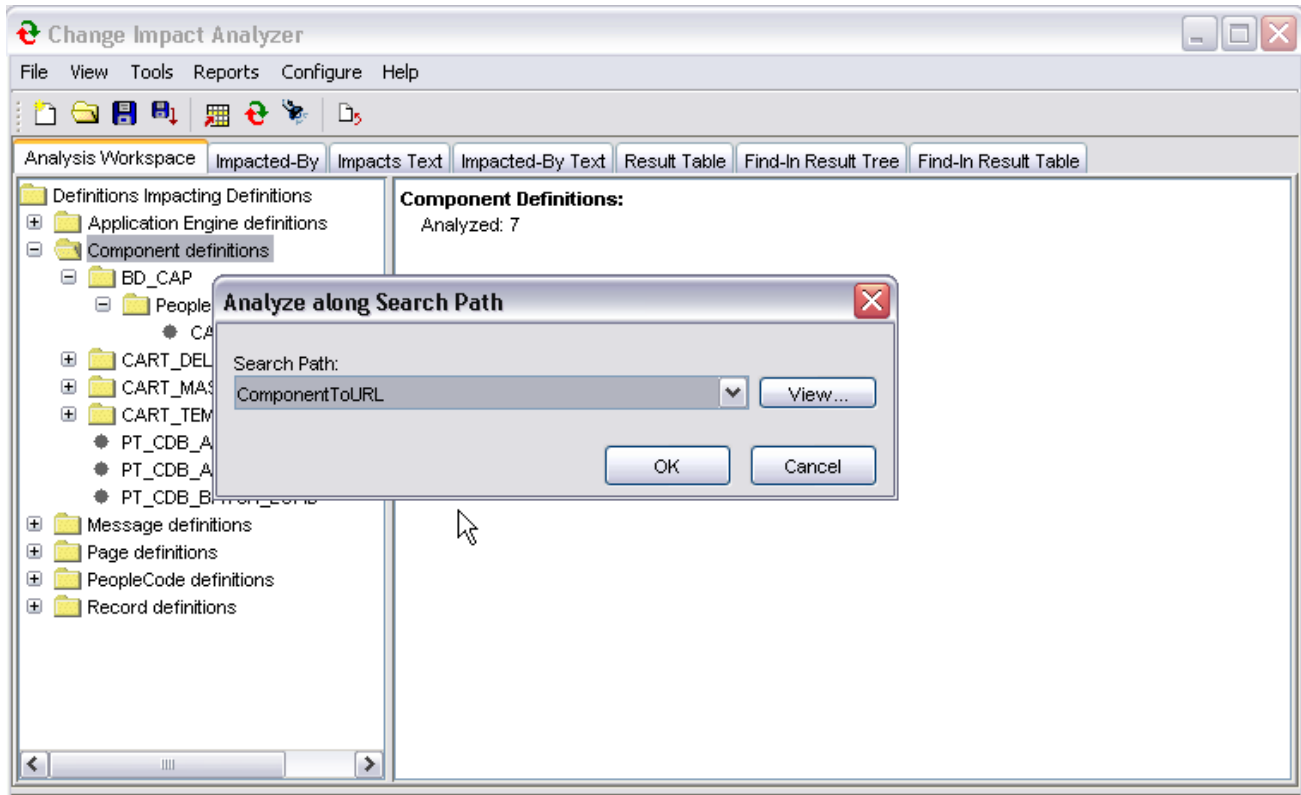 Change Impact Analyzer
File View Tools Reports Configure Help
Analysis Workspace Impacted-By Impacts Text Impacted-By Text Result Table Find-In Result Tree Find-In Result Table
Definitions Impacting Definitions
Application Engine definitions
Component definitions
BD_CAP
People
CA
CART_DEL
CART_MAS
CART_TEM
PT_CDB_A
PT_CDB_A
PT_CDB_B
Message definitions
Page definitions
PeopleCode definitions
Record definitions
Component Definitions:
Analyzed: 7
Analyze along Search Path
Search Path:
ComponentToURL
View...
OK Cancel